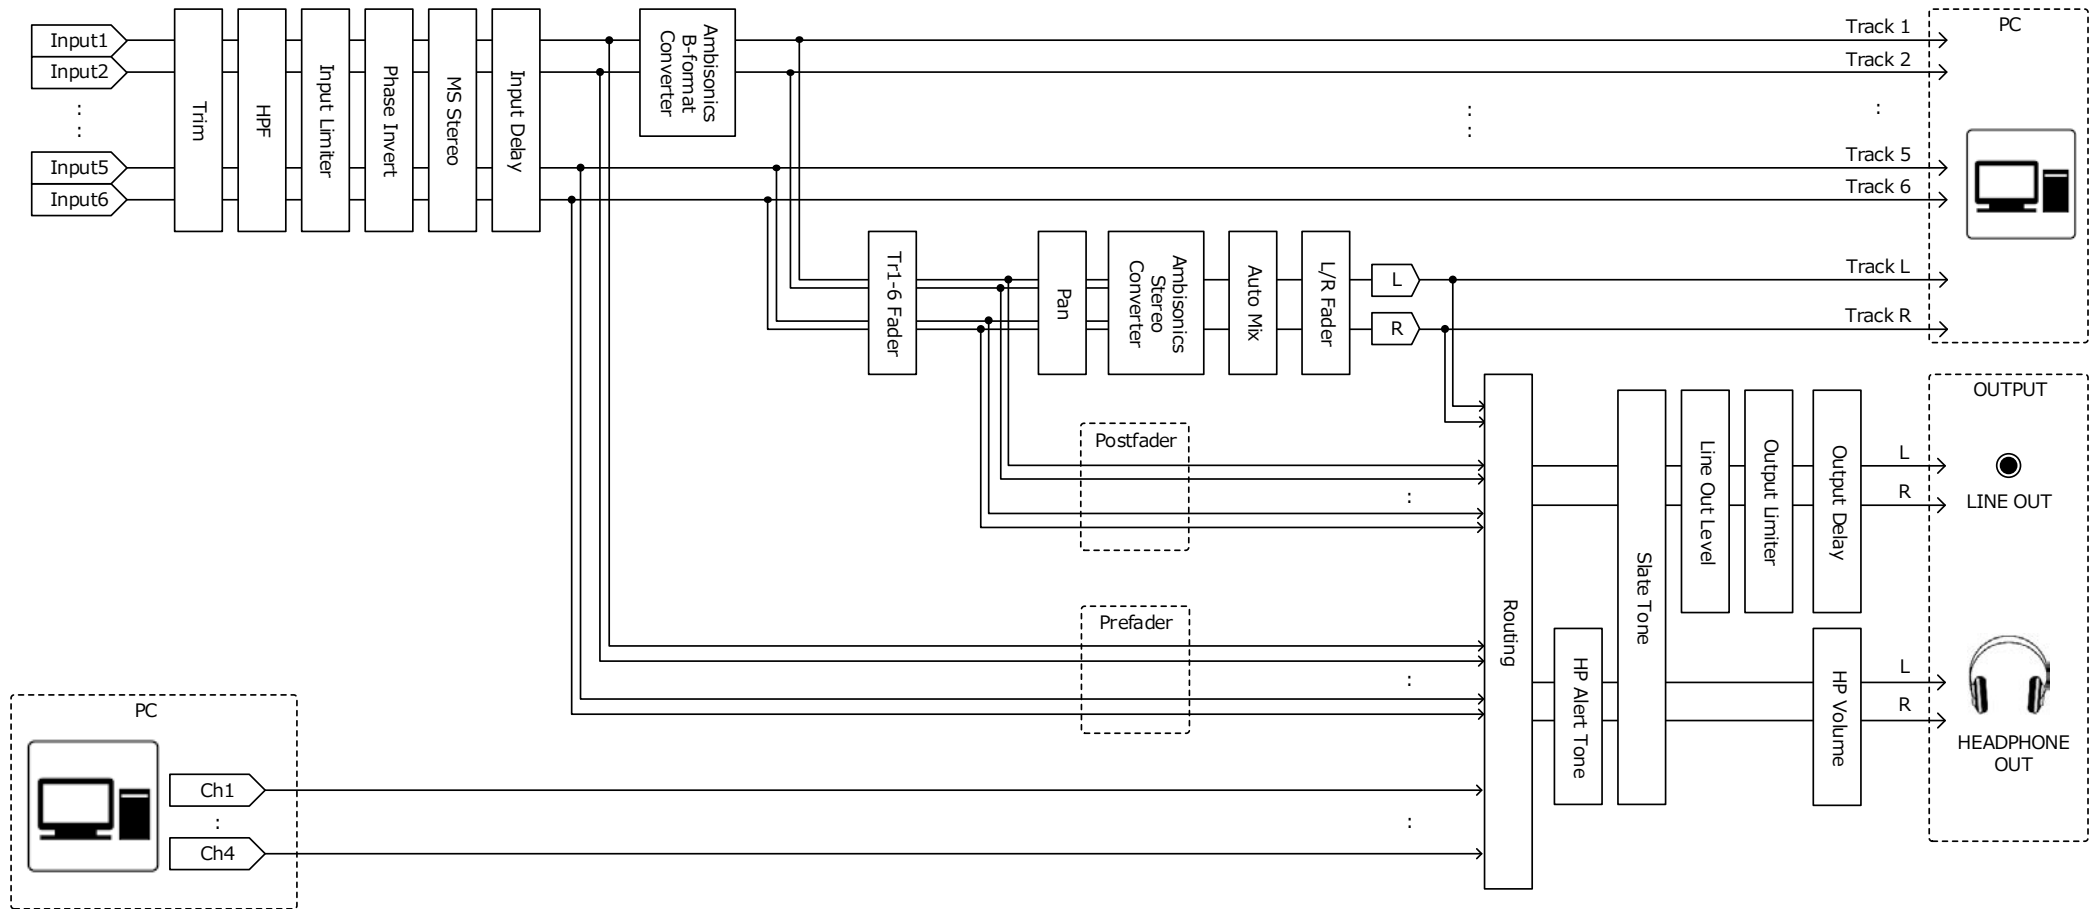 Input1
Input2
:
:
Input5
Input6
Trim
HPF
Input Limiter
Phase Invert
MS Stereo
Input Delay
Ambisonics
B-format
Converter
Track 1
Track 2
:
:
:
Track 5
Track 6
Track L
Track R
PC
Tr1-6 Fader
Pan
Ambisonics
Stereo
Converter
Auto Mix
L/R Fader
L
R
Postfader
:
Prefader
:
PC
Ch1
:
Ch4
:
Routing
HP Alert Tone
Slate Tone
Line Out Level
Output Limiter
Output Delay
HP Volume
L
R
L
R
OUTPUT
LINE OUT
HEADPHONE
OUT